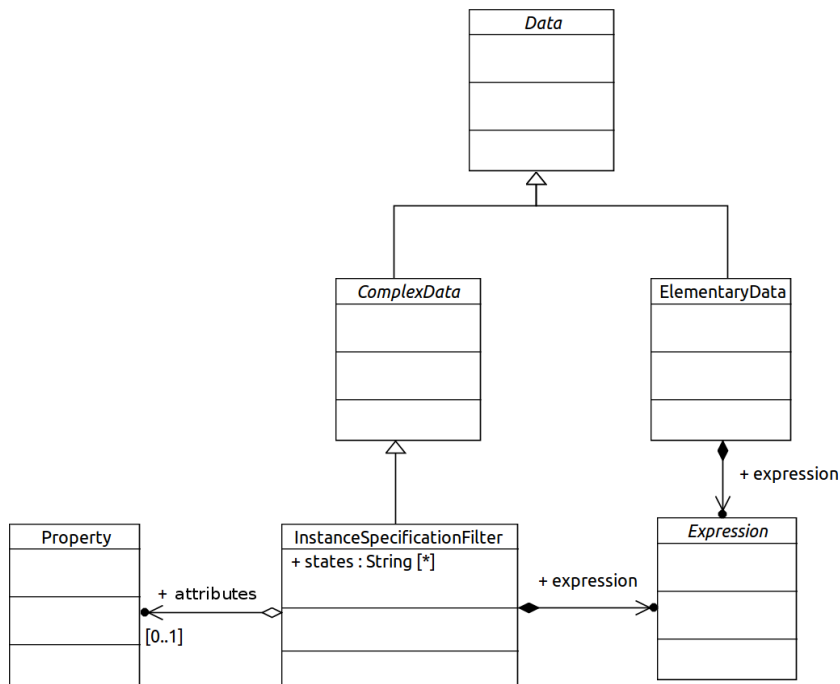 Data
ComplexData
ElementaryData
+ expression
Property
InstanceSpecificationFilter
Expression
+ states : String [*]
+ attributes
+ expression
[0..1]